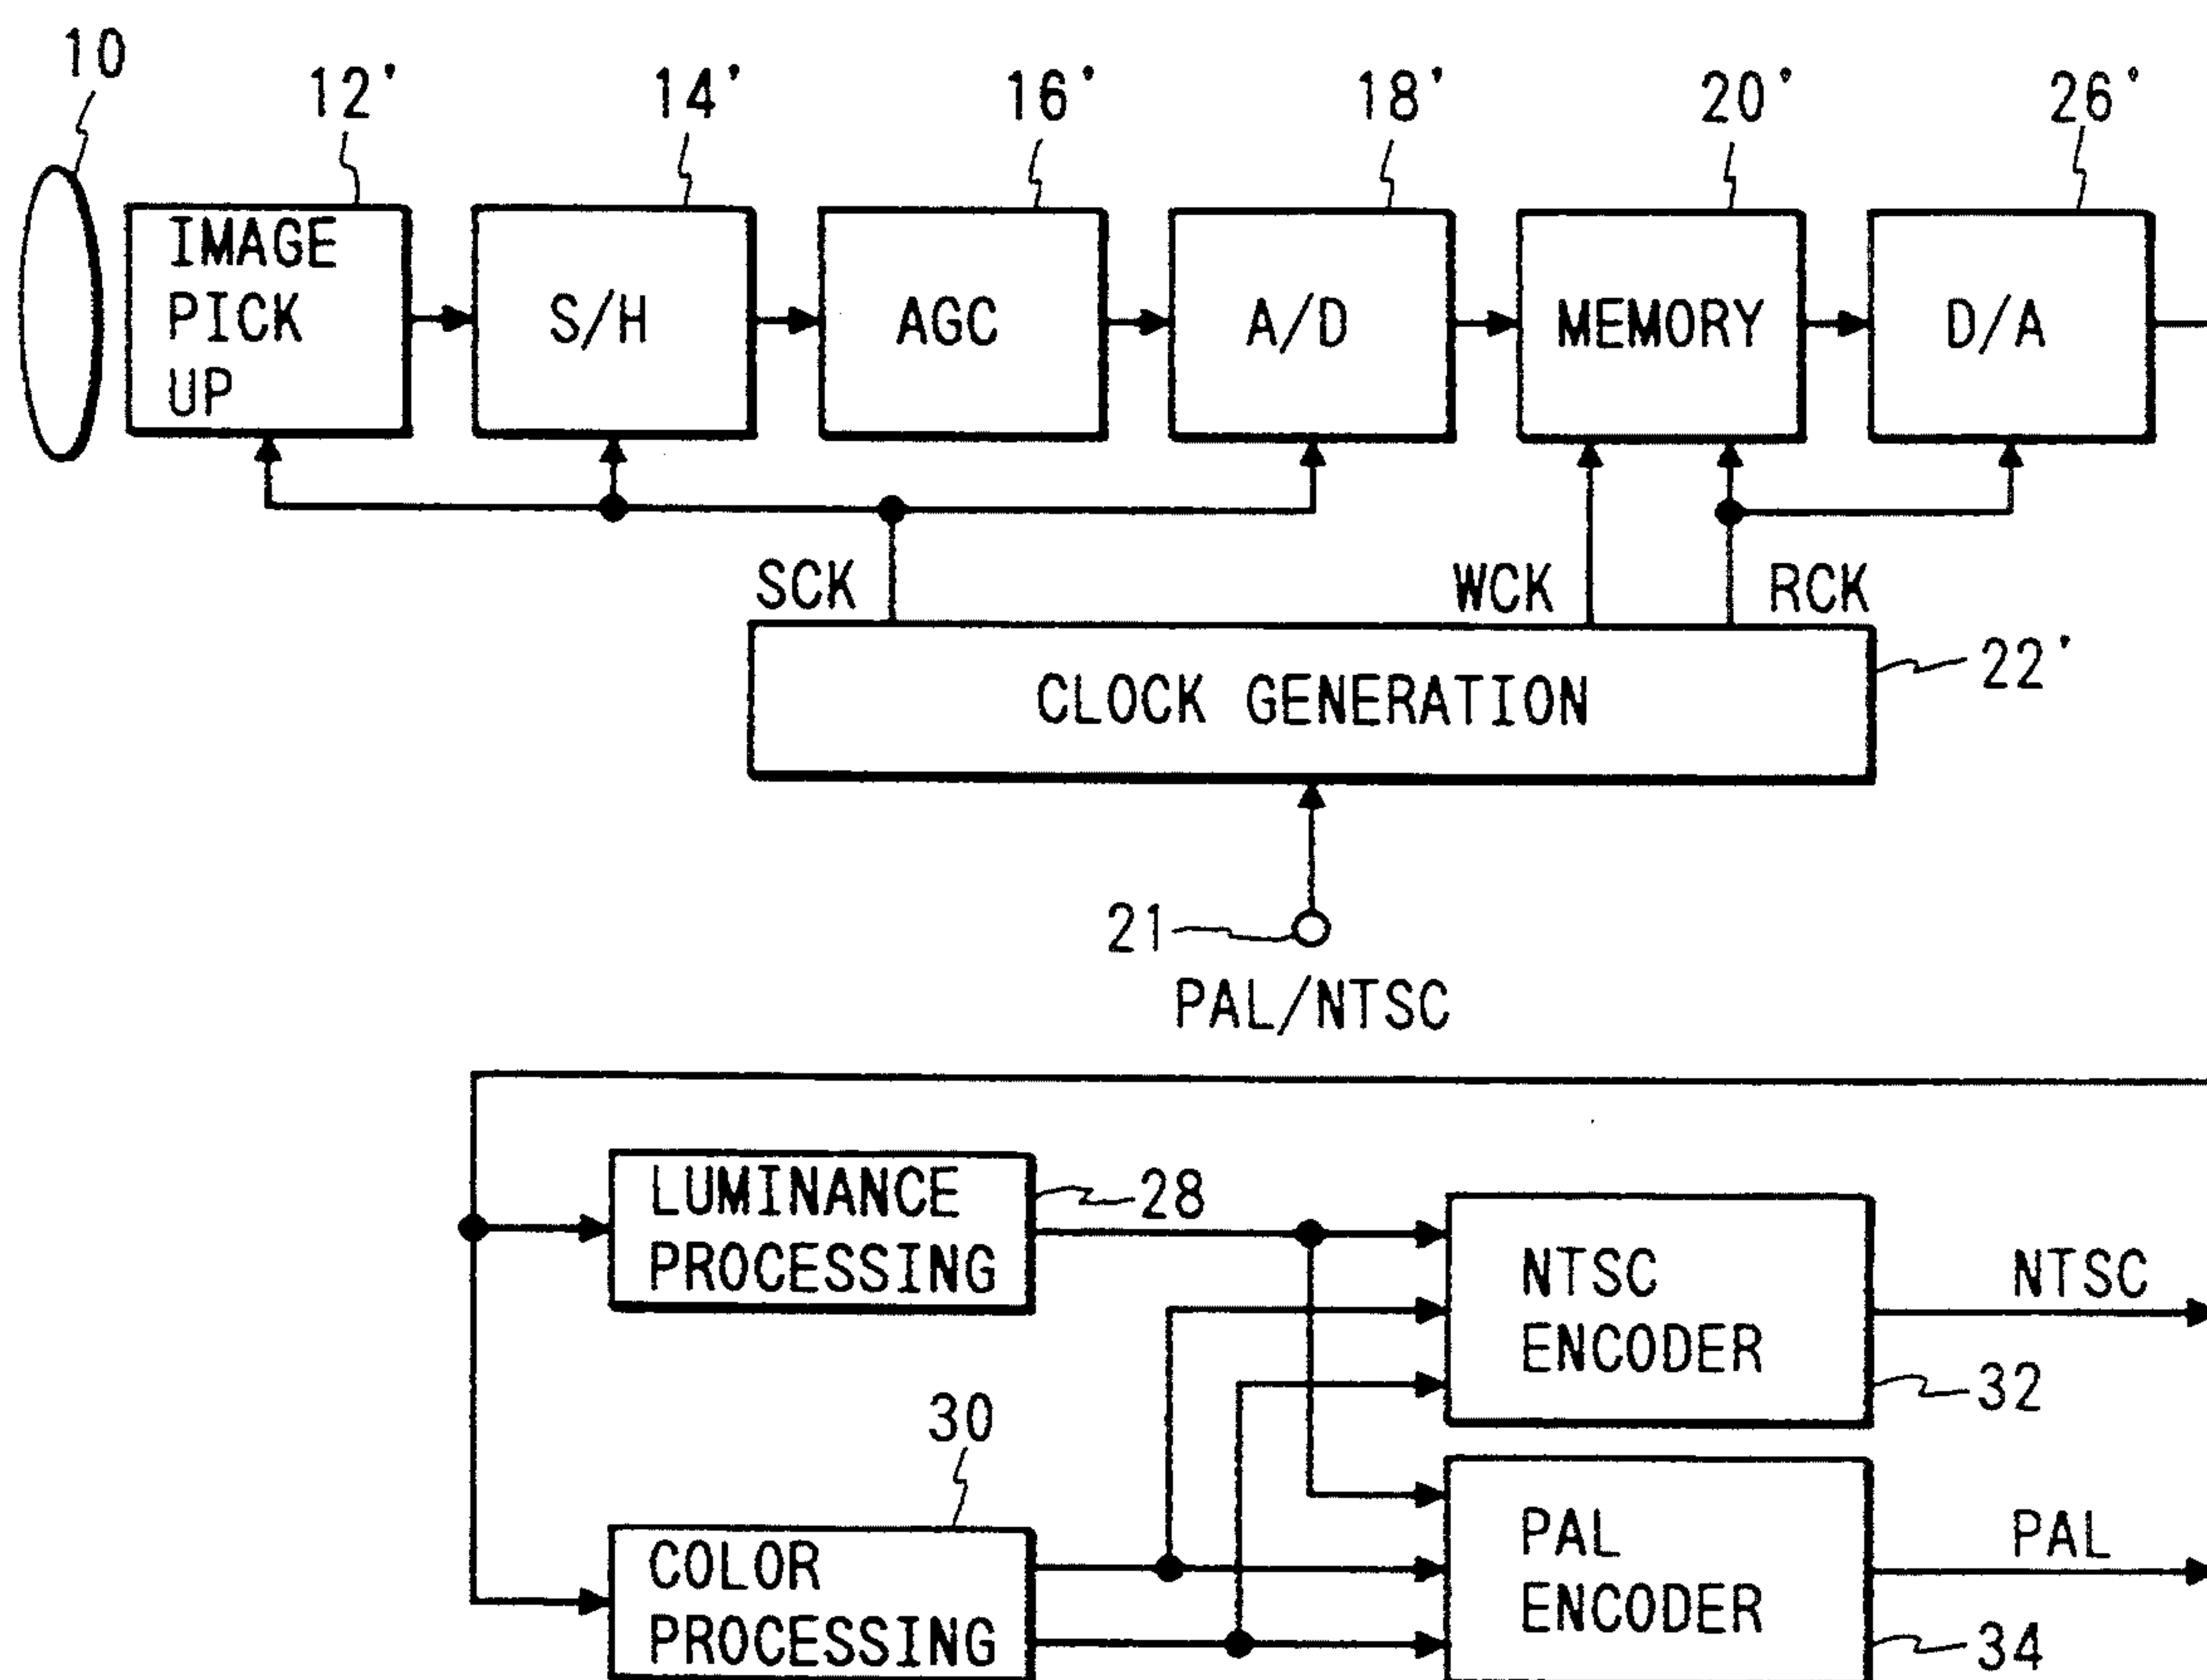 10
12'
14'
16'
18'
20'
26'
IMAGE
PICK
UP
S/H
AGC
A/D
MEMORY
D/A
SCK
WCK
RCK
CLOCK GENERATION
22'
21
PAL/NTSC
LUMINANCE
PROCESSING
28
NTSC
ENCODER
NTSC
32
30
COLOR
PROCESSING
PAL
ENCODER
PAL
34